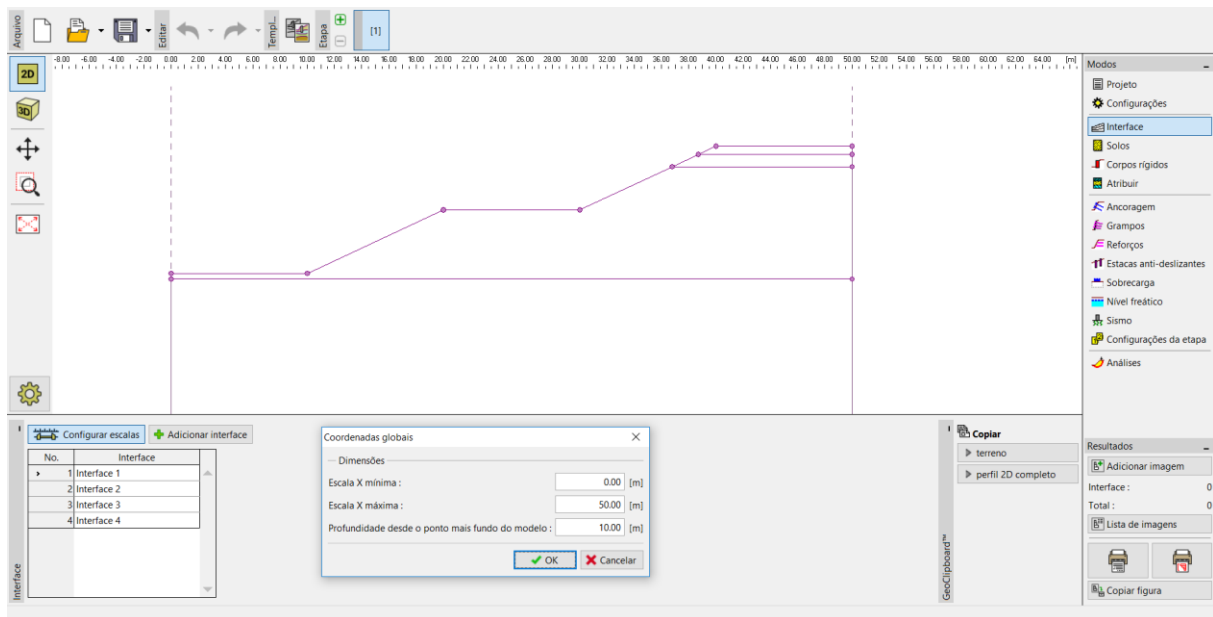 Arquivo
Editar
Templ...
Etapa
[1]
-8.00 -6.00 -4.00 -2.00 0.00 2.00 4.00 6.00 8.00 10.00 12.00 14.00 16.00 18.00 20.00 22.00 24.00 26.00 28.00 30.00 32.00 34.00 36.00 38.00 40.00 42.00 44.00 46.00 48.00 50.00 52.00 54.00 56.00 58.00 60.00 62.00 64.00 [m]
2D
3D
Modos
Projeto
Configurações
Interface
Solos
Corpos rígidos
Atribuir
Ancoragem
Grampos
Reforços
Estacas anti-deslizantes
Sobrecarga
Nível freático
Sismo
Configurações da etapa
Análises
Configurar escalas Adicionar interface
No. Interface
1 Interface 1
2 Interface 2
3 Interface 3
4 Interface 4
Interface
Coordenadas globais
Dimensões
Escala X mínima : 0.00 [m]
Escala X máxima : 50.00 [m]
Profundidade desde o ponto mais fundo do modelo : 10.00 [m]
OK Cancelar
GeoClipboard™
Copiar
terreno
perfil 2D completo
Resultados
Adicionar imagem
Interface : 0
Total : 0
Lista de imagens
Copiar figura